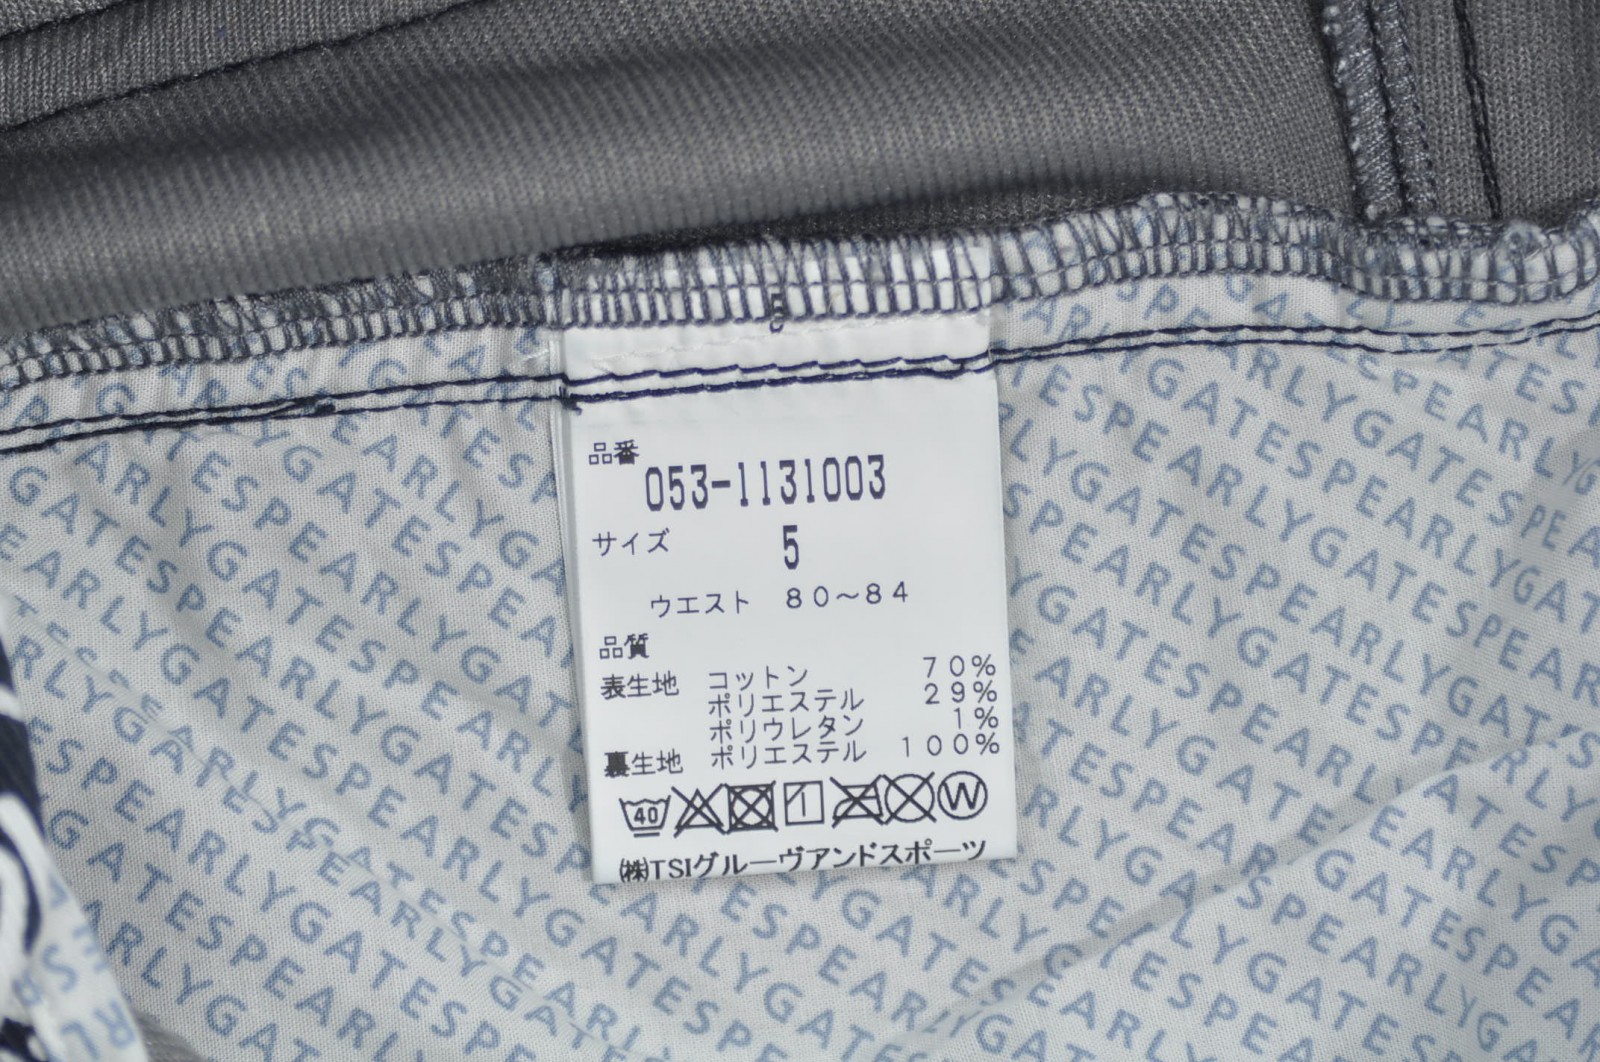 5
品番
053-1131003
サイズ 5
ウエスト 80～84
品質
表生地 コットン 70%
ポリエステル 29%
ポリウレタン 1%
裏生地 ポリエステル 100%
40 W
㈱TSIグルーヴアンドスポーツ
PEARLYGATES